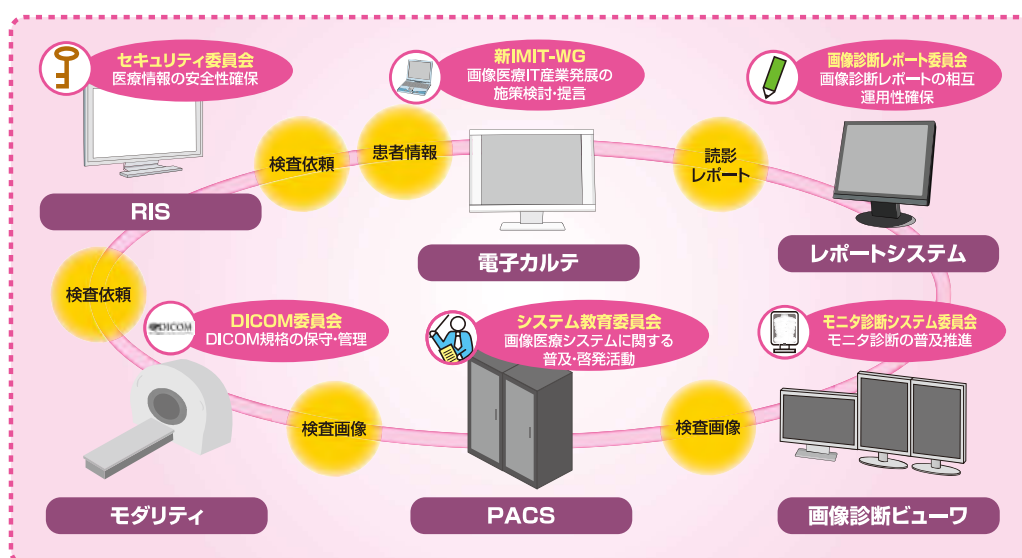 セキュリティ委員会
医療情報の安全性確保
新IMIT-WG
画像医療IT産業発展の
施策検討・提言
画像診断レポート委員会
画像診断レポートの相互
運用性確保
検査依頼
患者情報
読影
レポート
RIS
電子カルテ
レポートシステム
検査依頼
DICOM
DICOM委員会
DICOM規格の保守・管理
システム教育委員会
画像医療システムに関する
普及・啓発活動
モニタ診断システム委員会
モニタ診断の普及推進
検査画像
検査画像
モダリティ
PACS
画像診断ビューワ